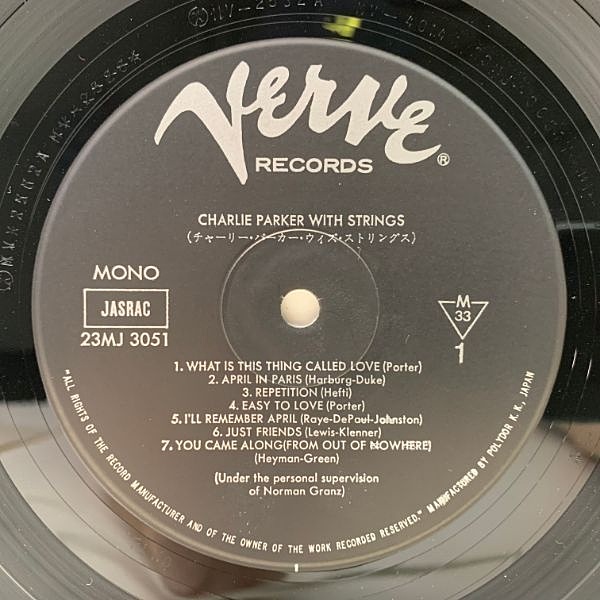 VERVE
RECORDS ®
CHARLIE PARKER WITH STRINGS
(チャーリー・パーカー・ウィズ・ストリングス)
MONO
JASRAC
23MJ 3051
M
33
1
1. WHAT IS THIS THING CALLED LOVE (Porter)
2. APRIL IN PARIS (Harburg-Duke)
3. REPETITION (Hefti)
4. EASY TO LOVE (Porter)
5. I'LL REMEMBER APRIL (Raye-DePaul-Johnston)
6. JUST FRIENDS (Lewis-Klenner)
7. YOU CAME ALONG(FROM OUT OF NOWHERE)
(Heyman-Green)
(Under the personal supervision
of Norman Granz)
"ALL RIGHTS OF THE RECORD MANUFACTURER AND OF THE OWNER OF THE WORK RECORDED RESERVED." MANUFACTURED BY POLYDOR K. K., JAPAN